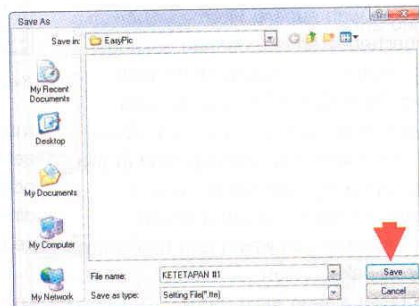 Save As
Save in: EasyPic
My Recent
Documents
Desktop
My Documents
My Computer
My Network
File name: KETETAPAN #1 Save
Save as type: Setting File(*.tte) Cancel